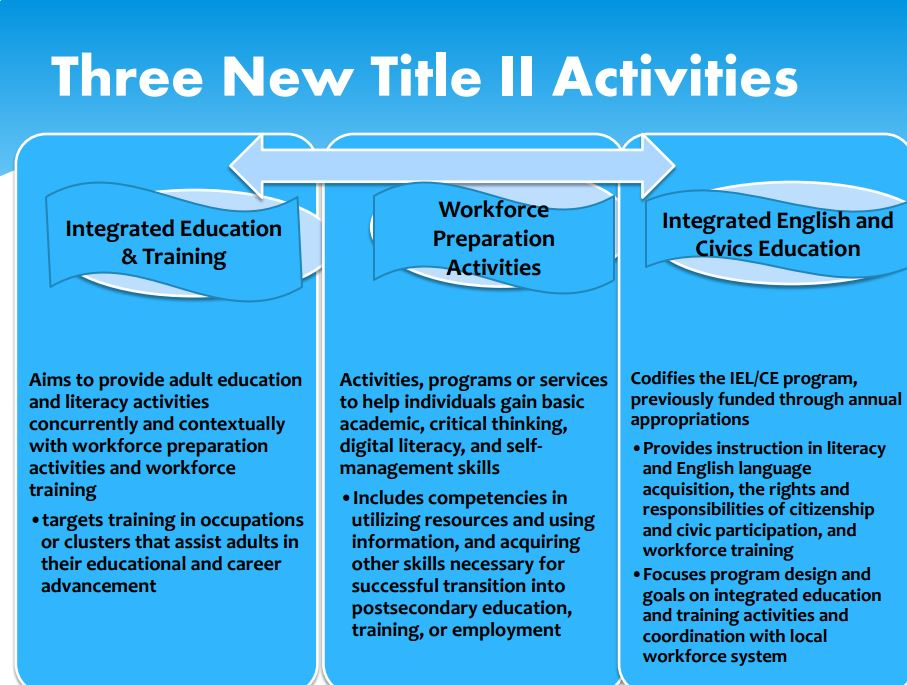 Three New Title II Activities
Integrated Education
& Training
Aims to provide adult education
and literacy activities
concurrently and contextually
with workforce preparation
activities and workforce
training
•targets training in occupations
or clusters that assist adults in
their educational and career
advancement
Workforce
Preparation
Activities
Activities, programs or services
to help individuals gain basic
academic, critical thinking,
digital literacy, and self-
management skills
•Includes competencies in
utilizing resources and using
information, and acquiring
other skills necessary for
successful transition into
postsecondary education,
training, or employment
Integrated English and
Civics Education
Codifies the IEL/CE program,
previously funded through annual
appropriations
•Provides instruction in literacy
and English language
acquisition, the rights and
responsibilities of citizenship
and civic participation, and
workforce training
•Focuses program design and
goals on integrated education
and training activities and
coordination with local
workforce system